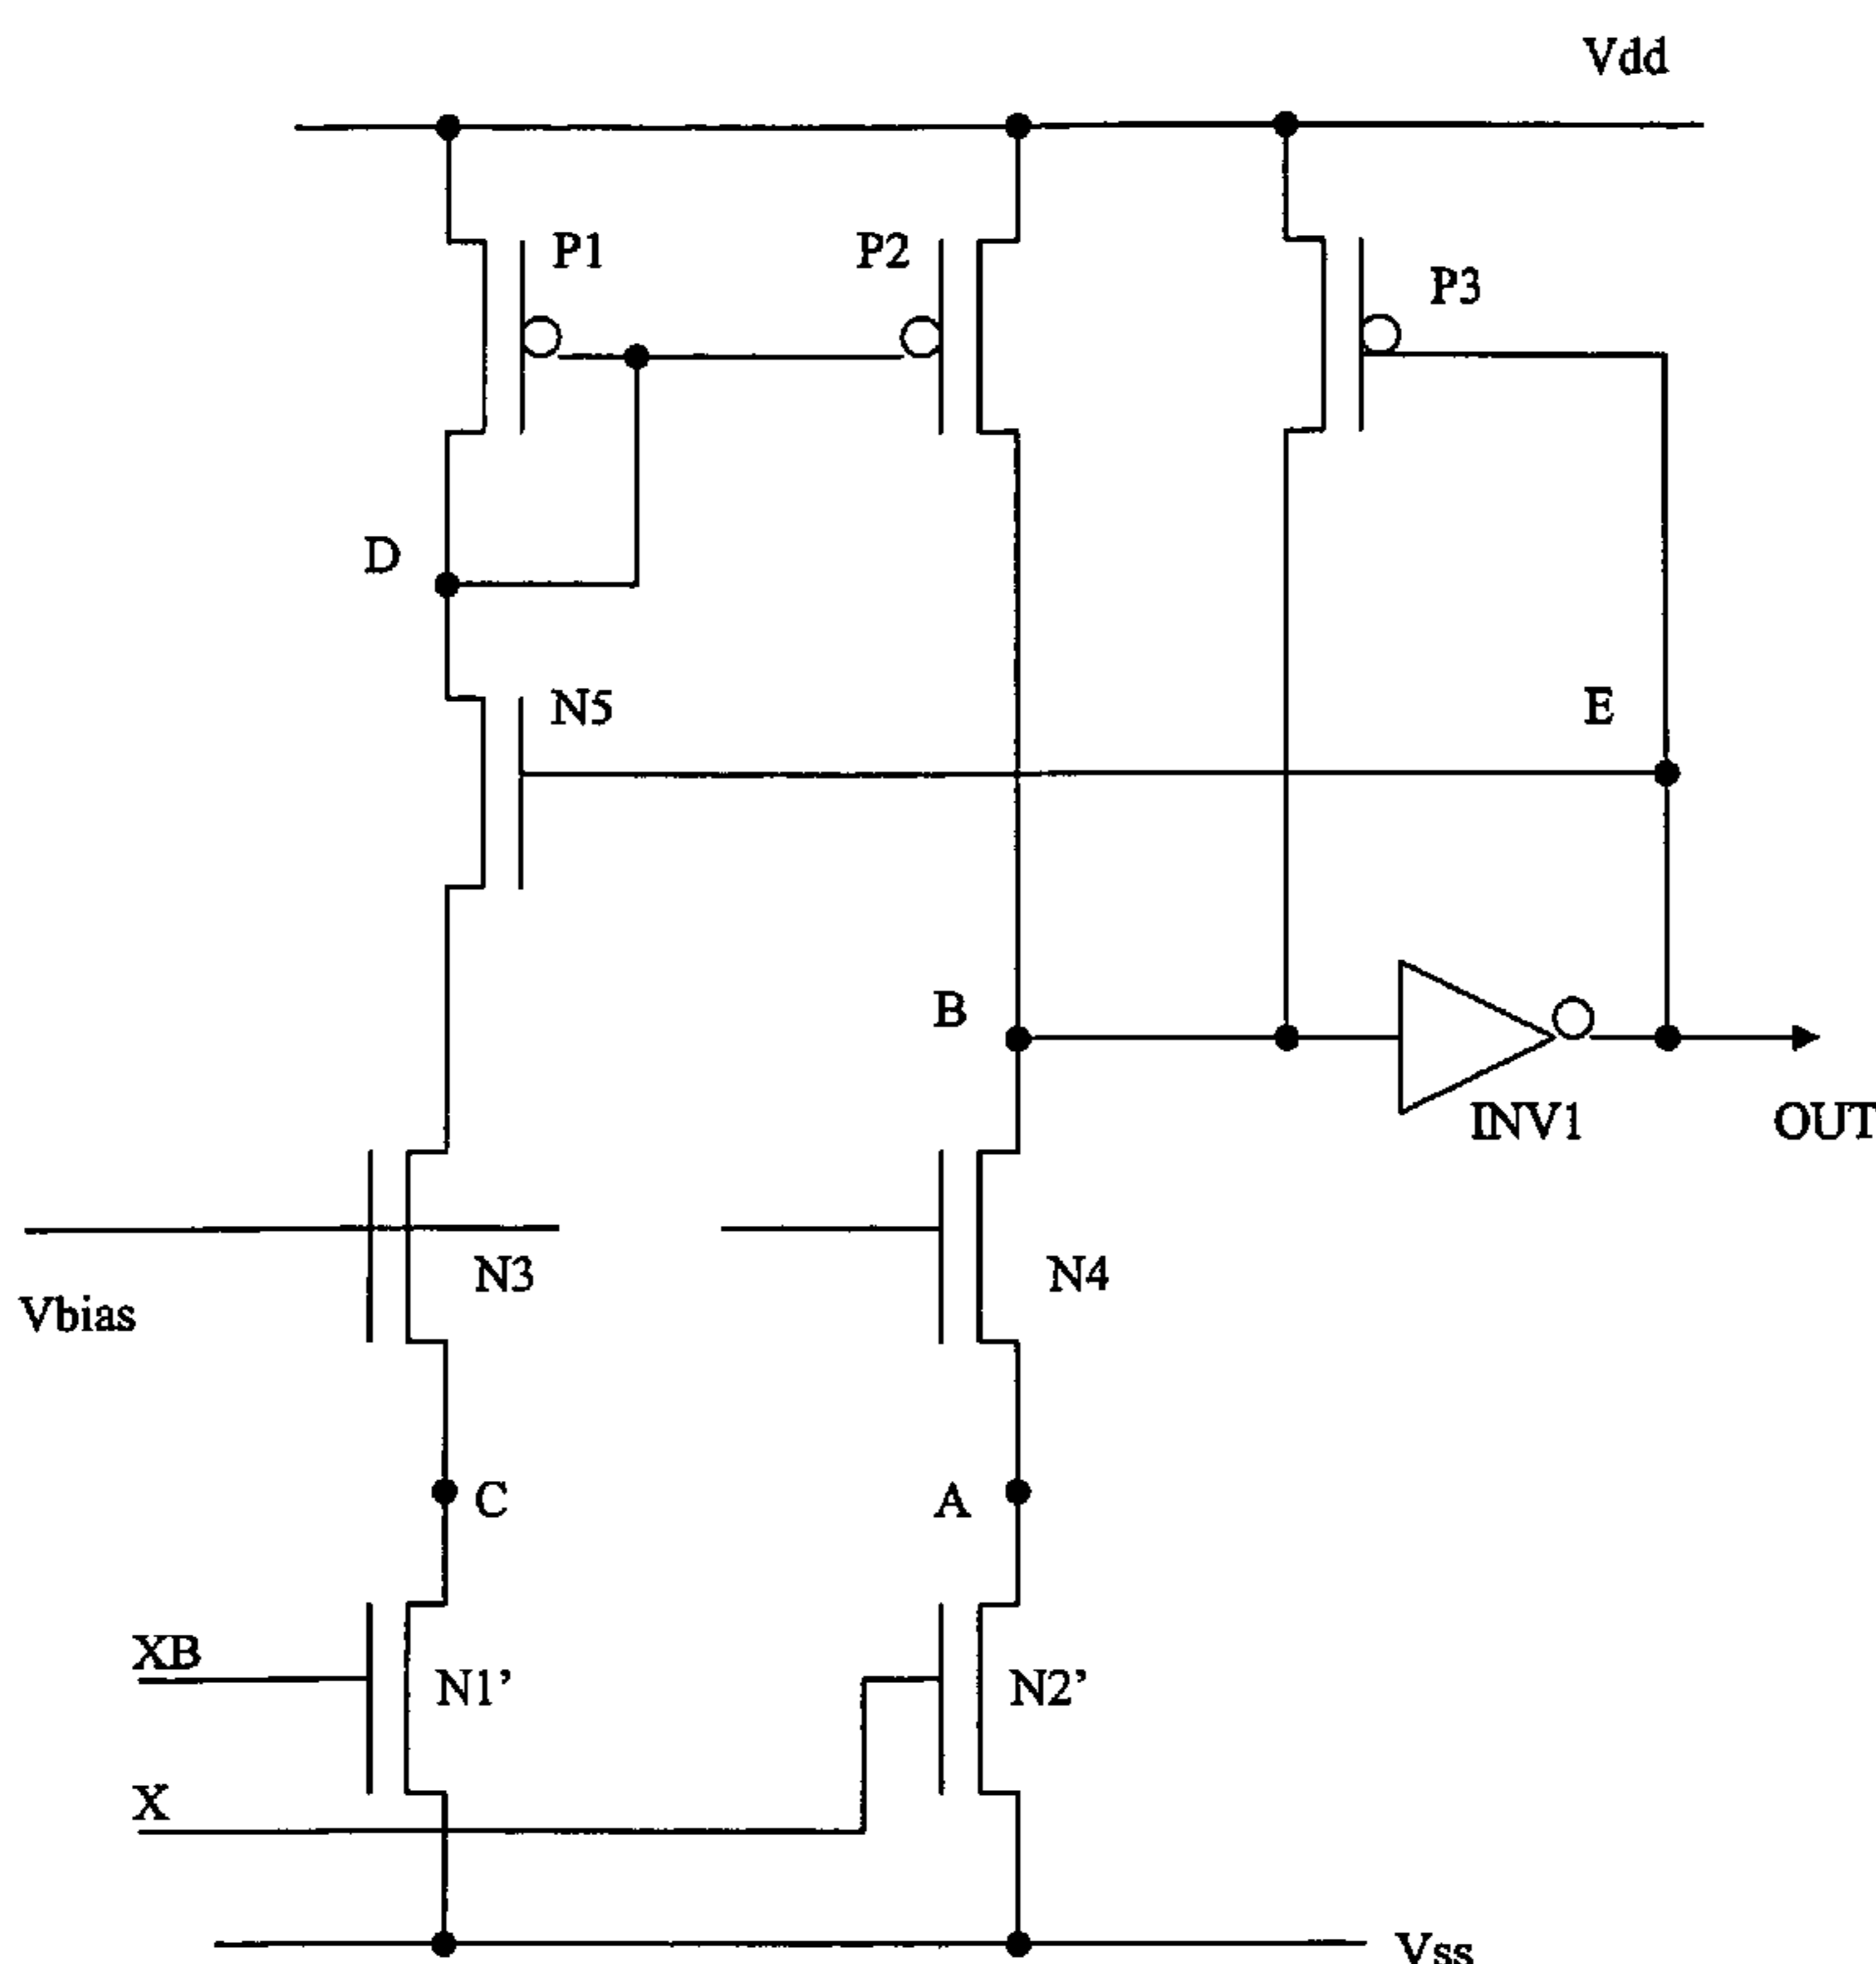 Vdd
P1
P2
P3
D
N5
E
B
INV1
OUT
N3
N4
Vbias
C
A
XB
N1’
N2’
X
Vss